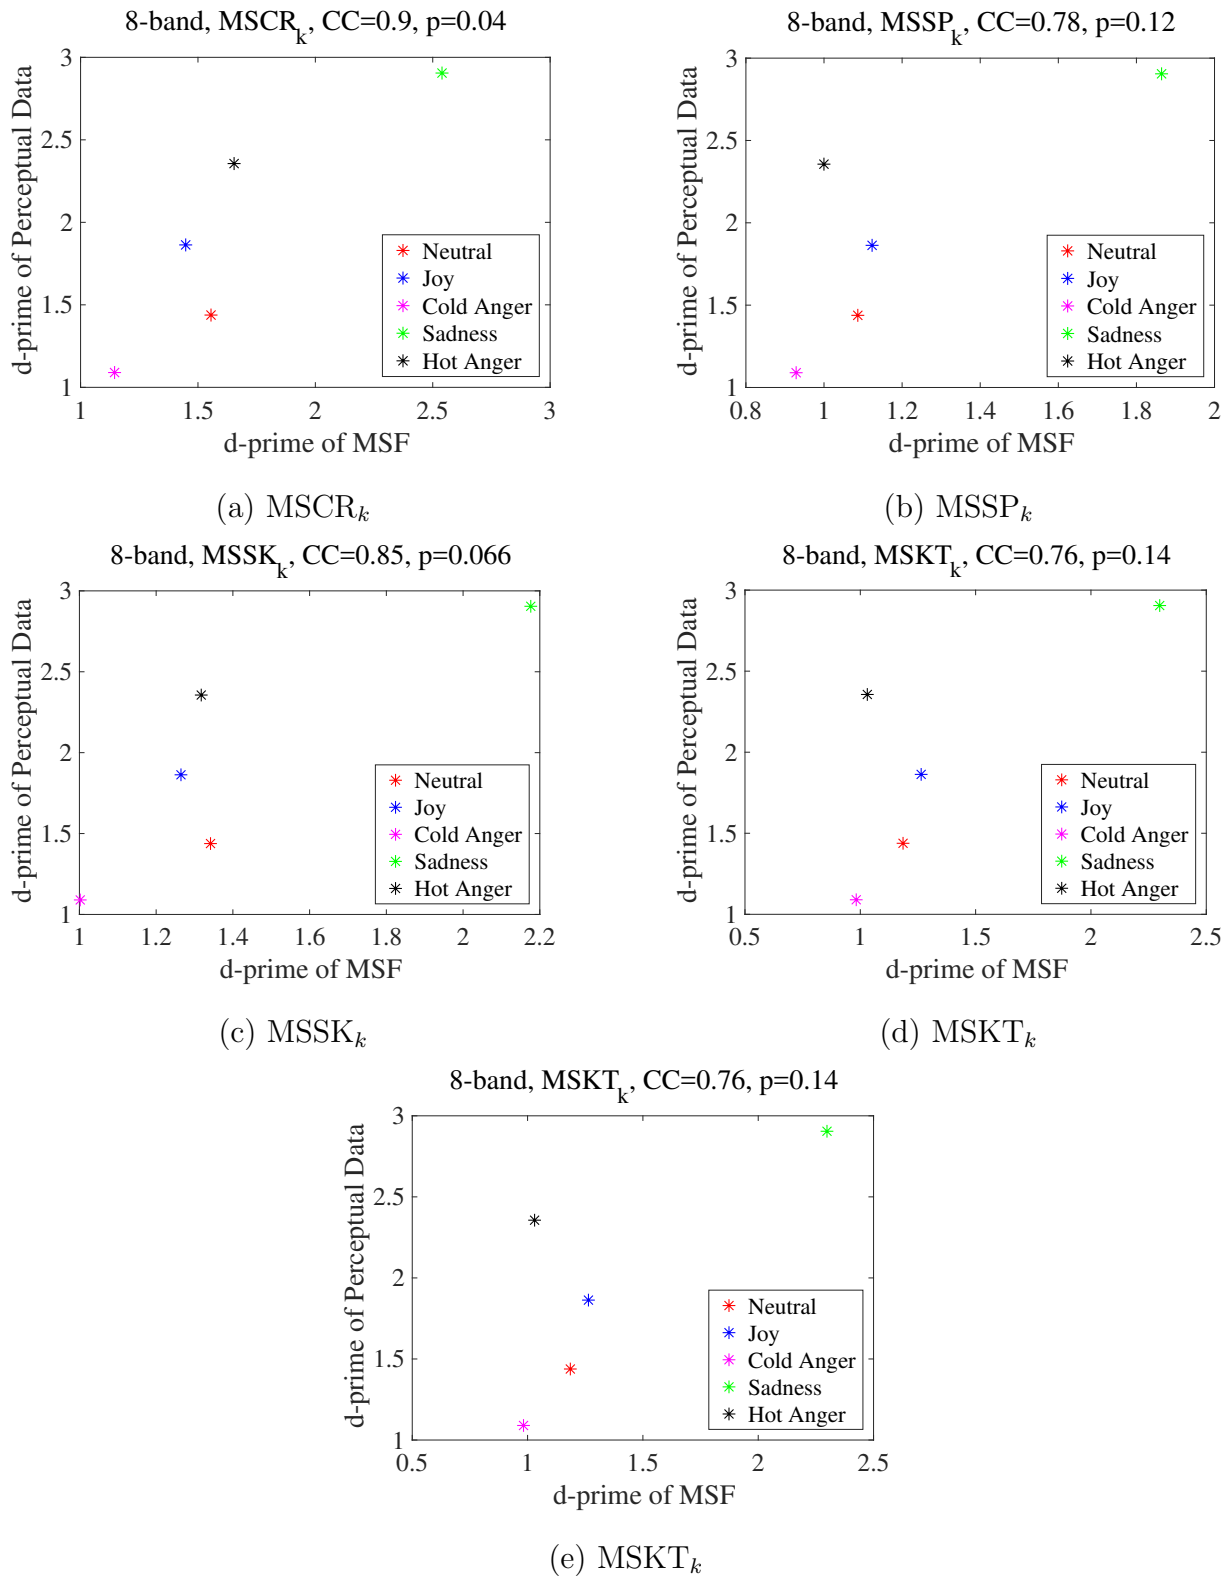 8-band, MSCR_k, CC=0.9, p=0.04
d-prime of Perceptual Data
3
2.5
2
1.5
1
Neutral
Joy
Cold Anger
Sadness
Hot Anger
1 1.5 2 2.5 3
d-prime of MSF
(a) MSCR_k
8-band, MSSP_k, CC=0.78, p=0.12
d-prime of Perceptual Data
3
2.5
2
1.5
1
Neutral
Joy
Cold Anger
Sadness
Hot Anger
0.8 1 1.2 1.4 1.6 1.8 2
d-prime of MSF
(b) MSSP_k
8-band, MSSK_k, CC=0.85, p=0.066
d-prime of Perceptual Data
3
2.5
2
1.5
1
Neutral
Joy
Cold Anger
Sadness
Hot Anger
1 1.2 1.4 1.6 1.8 2 2.2
d-prime of MSF
(c) MSSK_k
8-band, MSKT_k, CC=0.76, p=0.14
d-prime of Perceptual Data
3
2.5
2
1.5
1
Neutral
Joy
Cold Anger
Sadness
Hot Anger
0.5 1 1.5 2 2.5
d-prime of MSF
(d) MSKT_k
8-band, MSKT_k, CC=0.76, p=0.14
d-prime of Perceptual Data
3
2.5
2
1.5
1
Neutral
Joy
Cold Anger
Sadness
Hot Anger
0.5 1 1.5 2 2.5
d-prime of MSF
(e) MSKT_k